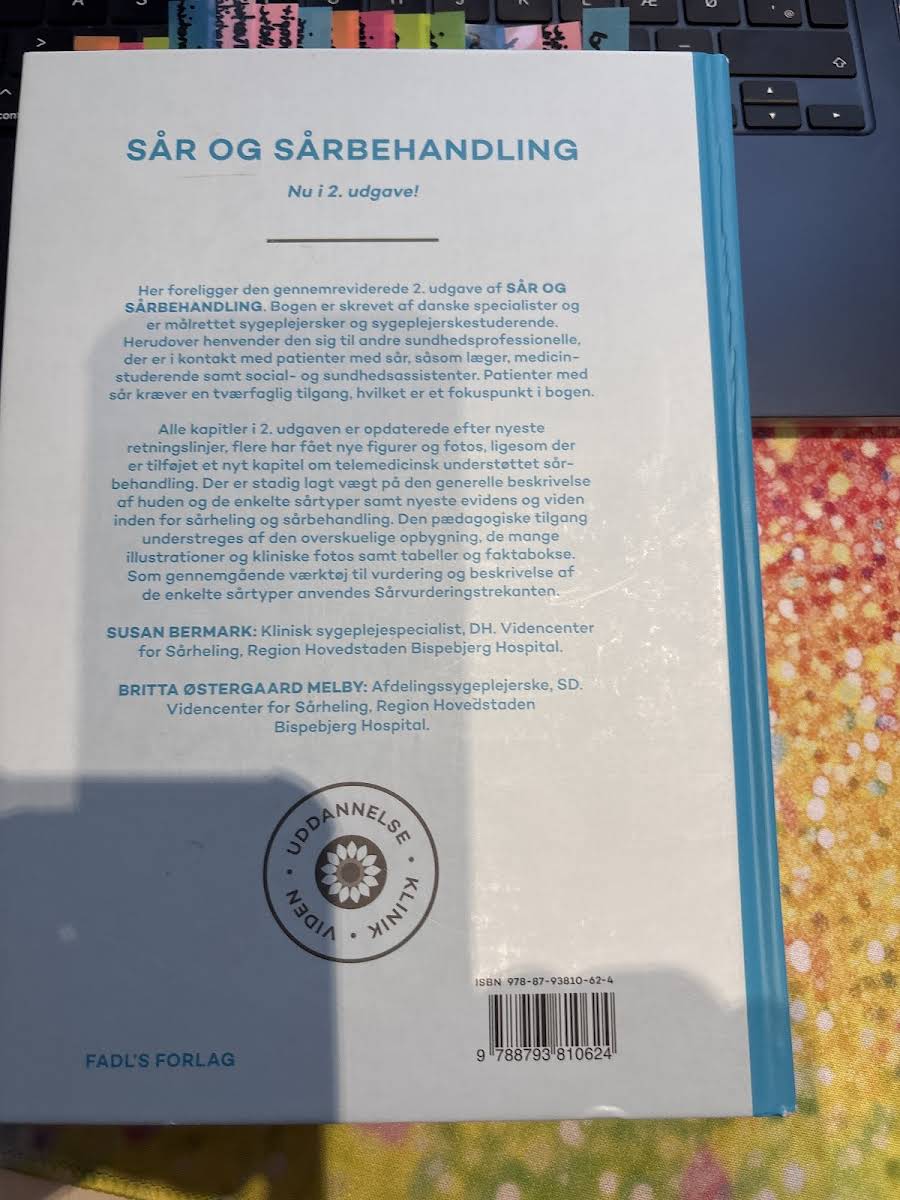 SÅR OG SÅRBEHANDLING
Nu i 2. udgave!
Her foreligger den gennemreviderede 2. udgave af SÅR OG
SÅRBEHANDLING. Bogen er skrevet af danske specialister og
er målrettet sygeplejersker og sygeplejerskestuderende.
Herudover henvender den sig til andre sundhedsprofessionelle,
der er i kontakt med patienter med sår, såsom læger, medicin-
studerende samt social- og sundhedsassistenter. Patienter med
sår kræver en tværfaglig tilgang, hvilket er et fokuspunkt i bogen.
Alle kapitler i 2. udgaven er opdaterede efter nyeste
retningslinjer, flere har fået nye figurer og fotos, ligesom der
er tilføjet et nyt kapitel om telemedicinsk understøttet sår-
behandling. Der er stadig lagt vægt på den generelle beskrivelse
af huden og de enkelte sårtyper samt nyeste evidens og viden
inden for sårheling og sårbehandling. Den pædagogiske tilgang
understreges af den overskuelige opbygning, de mange
illustrationer og kliniske fotos samt tabeller og faktabokse.
Som gennemgående værktøj til vurdering og beskrivelse af
de enkelte sårtyper anvendes Sårvurderingstrekanten.
SUSAN BERMARK: Klinisk sygeplejespecialist, DH. Videncenter
for Sårheling, Region Hovedstaden Bispebjerg Hospital.
BRITTA ØSTERGAARD MELBY: Afdelingssygeplejerske, SD.
Videncenter for Sårheling, Region Hovedstaden
Bispebjerg Hospital.
UDDANNELSE • KLINIK • VIDEN •
ISBN 978-87-93810-62-4
9 788793 810624
FADL'S FORLAG